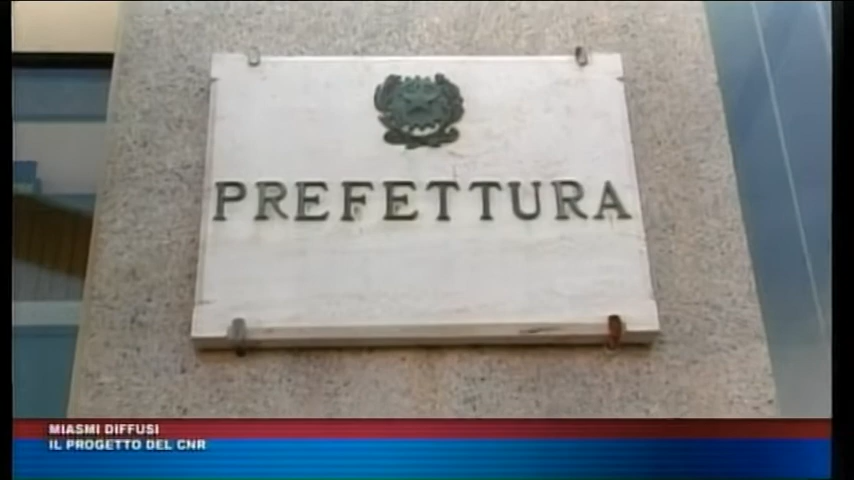 PREFETTURA
MIASMI DIFFUSI
IL PROGETTO DEL CNR